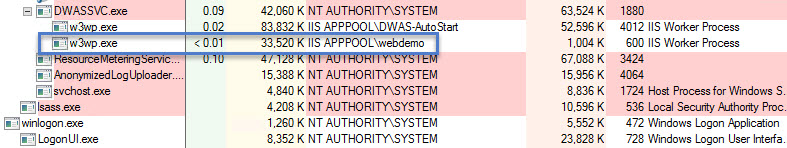 DWASSVC.exe 0.09 42,060 K NT AUTHORITY\SYSTEM 63,524 K 1880
w3wp.exe 0.02 83,832 K IIS APPPOOL\DWAS-AutoStart 52,596 K 2072 IIS Worker Process
w3wp.exe < 0.01 33,520 K IIS APPPOOL\webdemo 1,004 K 600 IIS Worker Process
ResourceMeteringServic... 0.10 47,128 K NT AUTHORITY\SYSTEM 67,088 K 3424
AnonymizedLogUploader... 15,388 K NT AUTHORITY\SYSTEM 15,956 K 4064
svchost.exe 4,840 K NT AUTHORITY\SYSTEM 8,836 K 1724 Host Process for Windows S...
lsass.exe 4,208 K NT AUTHORITY\SYSTEM 10,596 K 536 Local Security Authority Proc...
winlogon.exe 1,260 K NT AUTHORITY\SYSTEM 5,552 K 472 Windows Logon Application
LogonUI.exe 8,352 K NT AUTHORITY\SYSTEM 23,828 K 728 Windows Logon User Interfa...